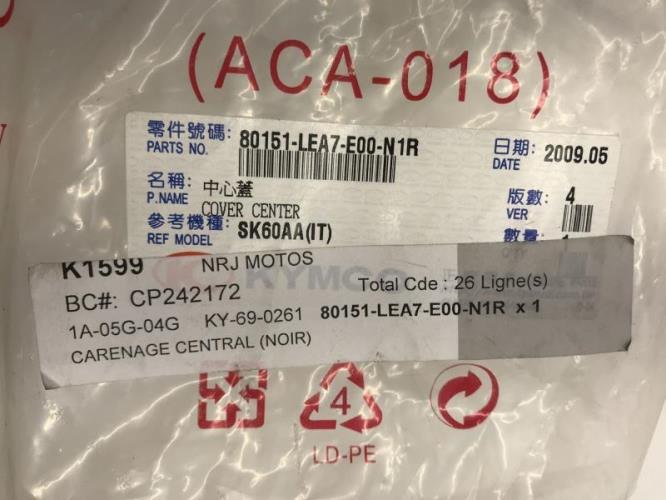 (ACA-018)
零件號碼: 80151-LEA7-E00-N1R 日期: 2009.05
PARTS NO. DATE
名稱: 中心蓋 版數: 4
P.NAME COVER CENTER VER
參考機種: SK60AA(IT) 數量:
REF MODEL
K1599 NRJ MOTOS
KYMCO
BC#: CP242172 Total Cde : 26 Ligne(s)
1A-05G-04G KY-69-0261 80151-LEA7-E00-N1R x 1
CARENAGE CENTRAL (NOIR)
4
LD-PE